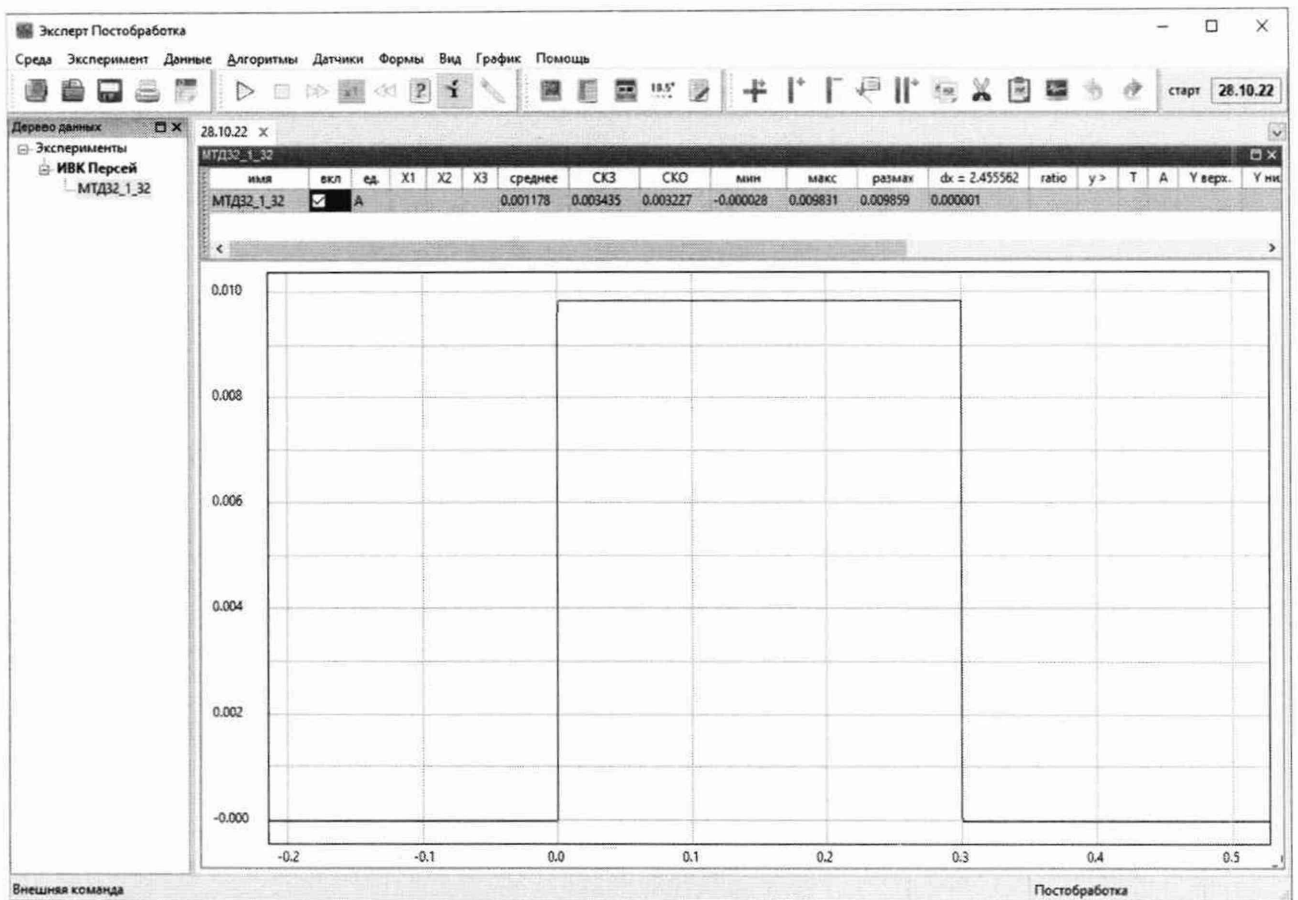 Эксперт Постобработка
Среда Эксперимент Данные Алгоритмы Датчики Формы Вид График Помощь
x1 ? i 18.5° старт 28.10.22
Дерево данных
Эксперименты
ИВК Персей
МТД32_1_32
28.10.22 x
МТД32_1_32
имя вкл ед. X1 X2 X3 среднее СКЗ СКО мин макс размах dx = 2.455562 ratio y > T A Y верх. Y ни
МТД32_1_32 A 0.001178 0.003435 0.003227 -0.000028 0.009831 0.009859 0.000001
0.010
0.008
0.006
0.004
0.002
-0.000
-0.2 -0.1 0.0 0.1 0.2 0.3 0.4 0.5
Внешняя команда Постобработка